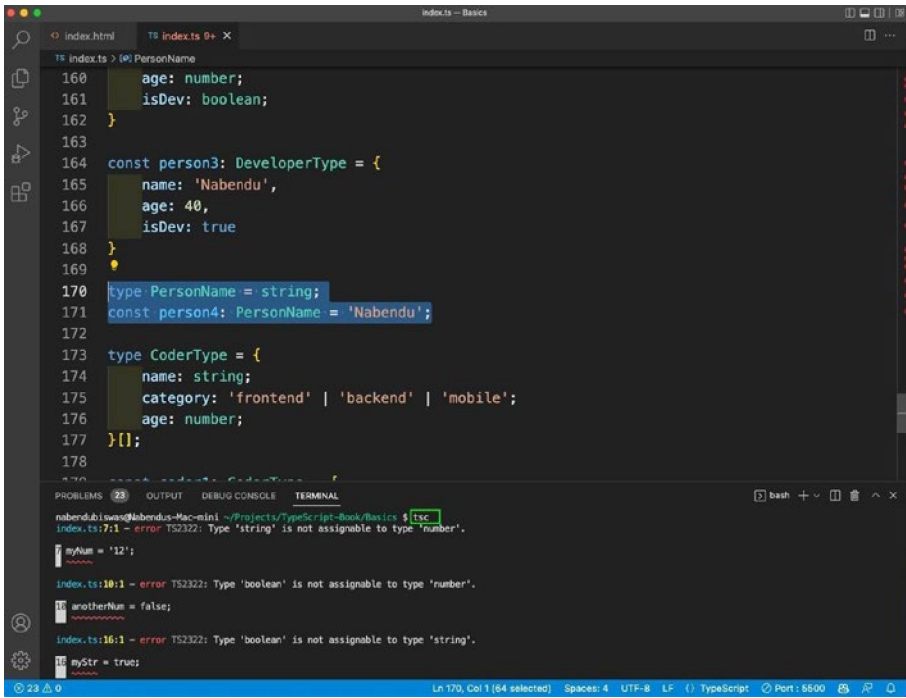 index.ts — Basics
index.html TS index.ts 9+ ×
TS index.ts > PersonName
160 age: number;
161 isDev: boolean;
162 }
163
164 const person3: DeveloperType = {
165 name: 'Nabendu',
166 age: 40,
167 isDev: true
168 }
169
170 type PersonName = string;
171 const person4: PersonName = 'Nabendu';
172
173 type CoderType = {
174 name: string;
175 category: 'frontend' | 'backend' | 'mobile';
176 age: number;
177 }[];
178
PROBLEMS 23 OUTPUT DEBUG CONSOLE TERMINAL bash
nabendubiswas@Nabendus-Mac-mini ~/Projects/TypeScript-Book/Basics $ tsc
index.ts:7:1 - error TS2322: Type 'string' is not assignable to type 'number'.
7 myNum = '12';
index.ts:10:1 - error TS2322: Type 'boolean' is not assignable to type 'number'.
10 anotherNum = false;
index.ts:16:1 - error TS2322: Type 'boolean' is not assignable to type 'string'.
16 myStr = true;
23 0 Ln 170, Col 1 (64 selected) Spaces: 4 UTF-8 LF {} TypeScript Port : 5500